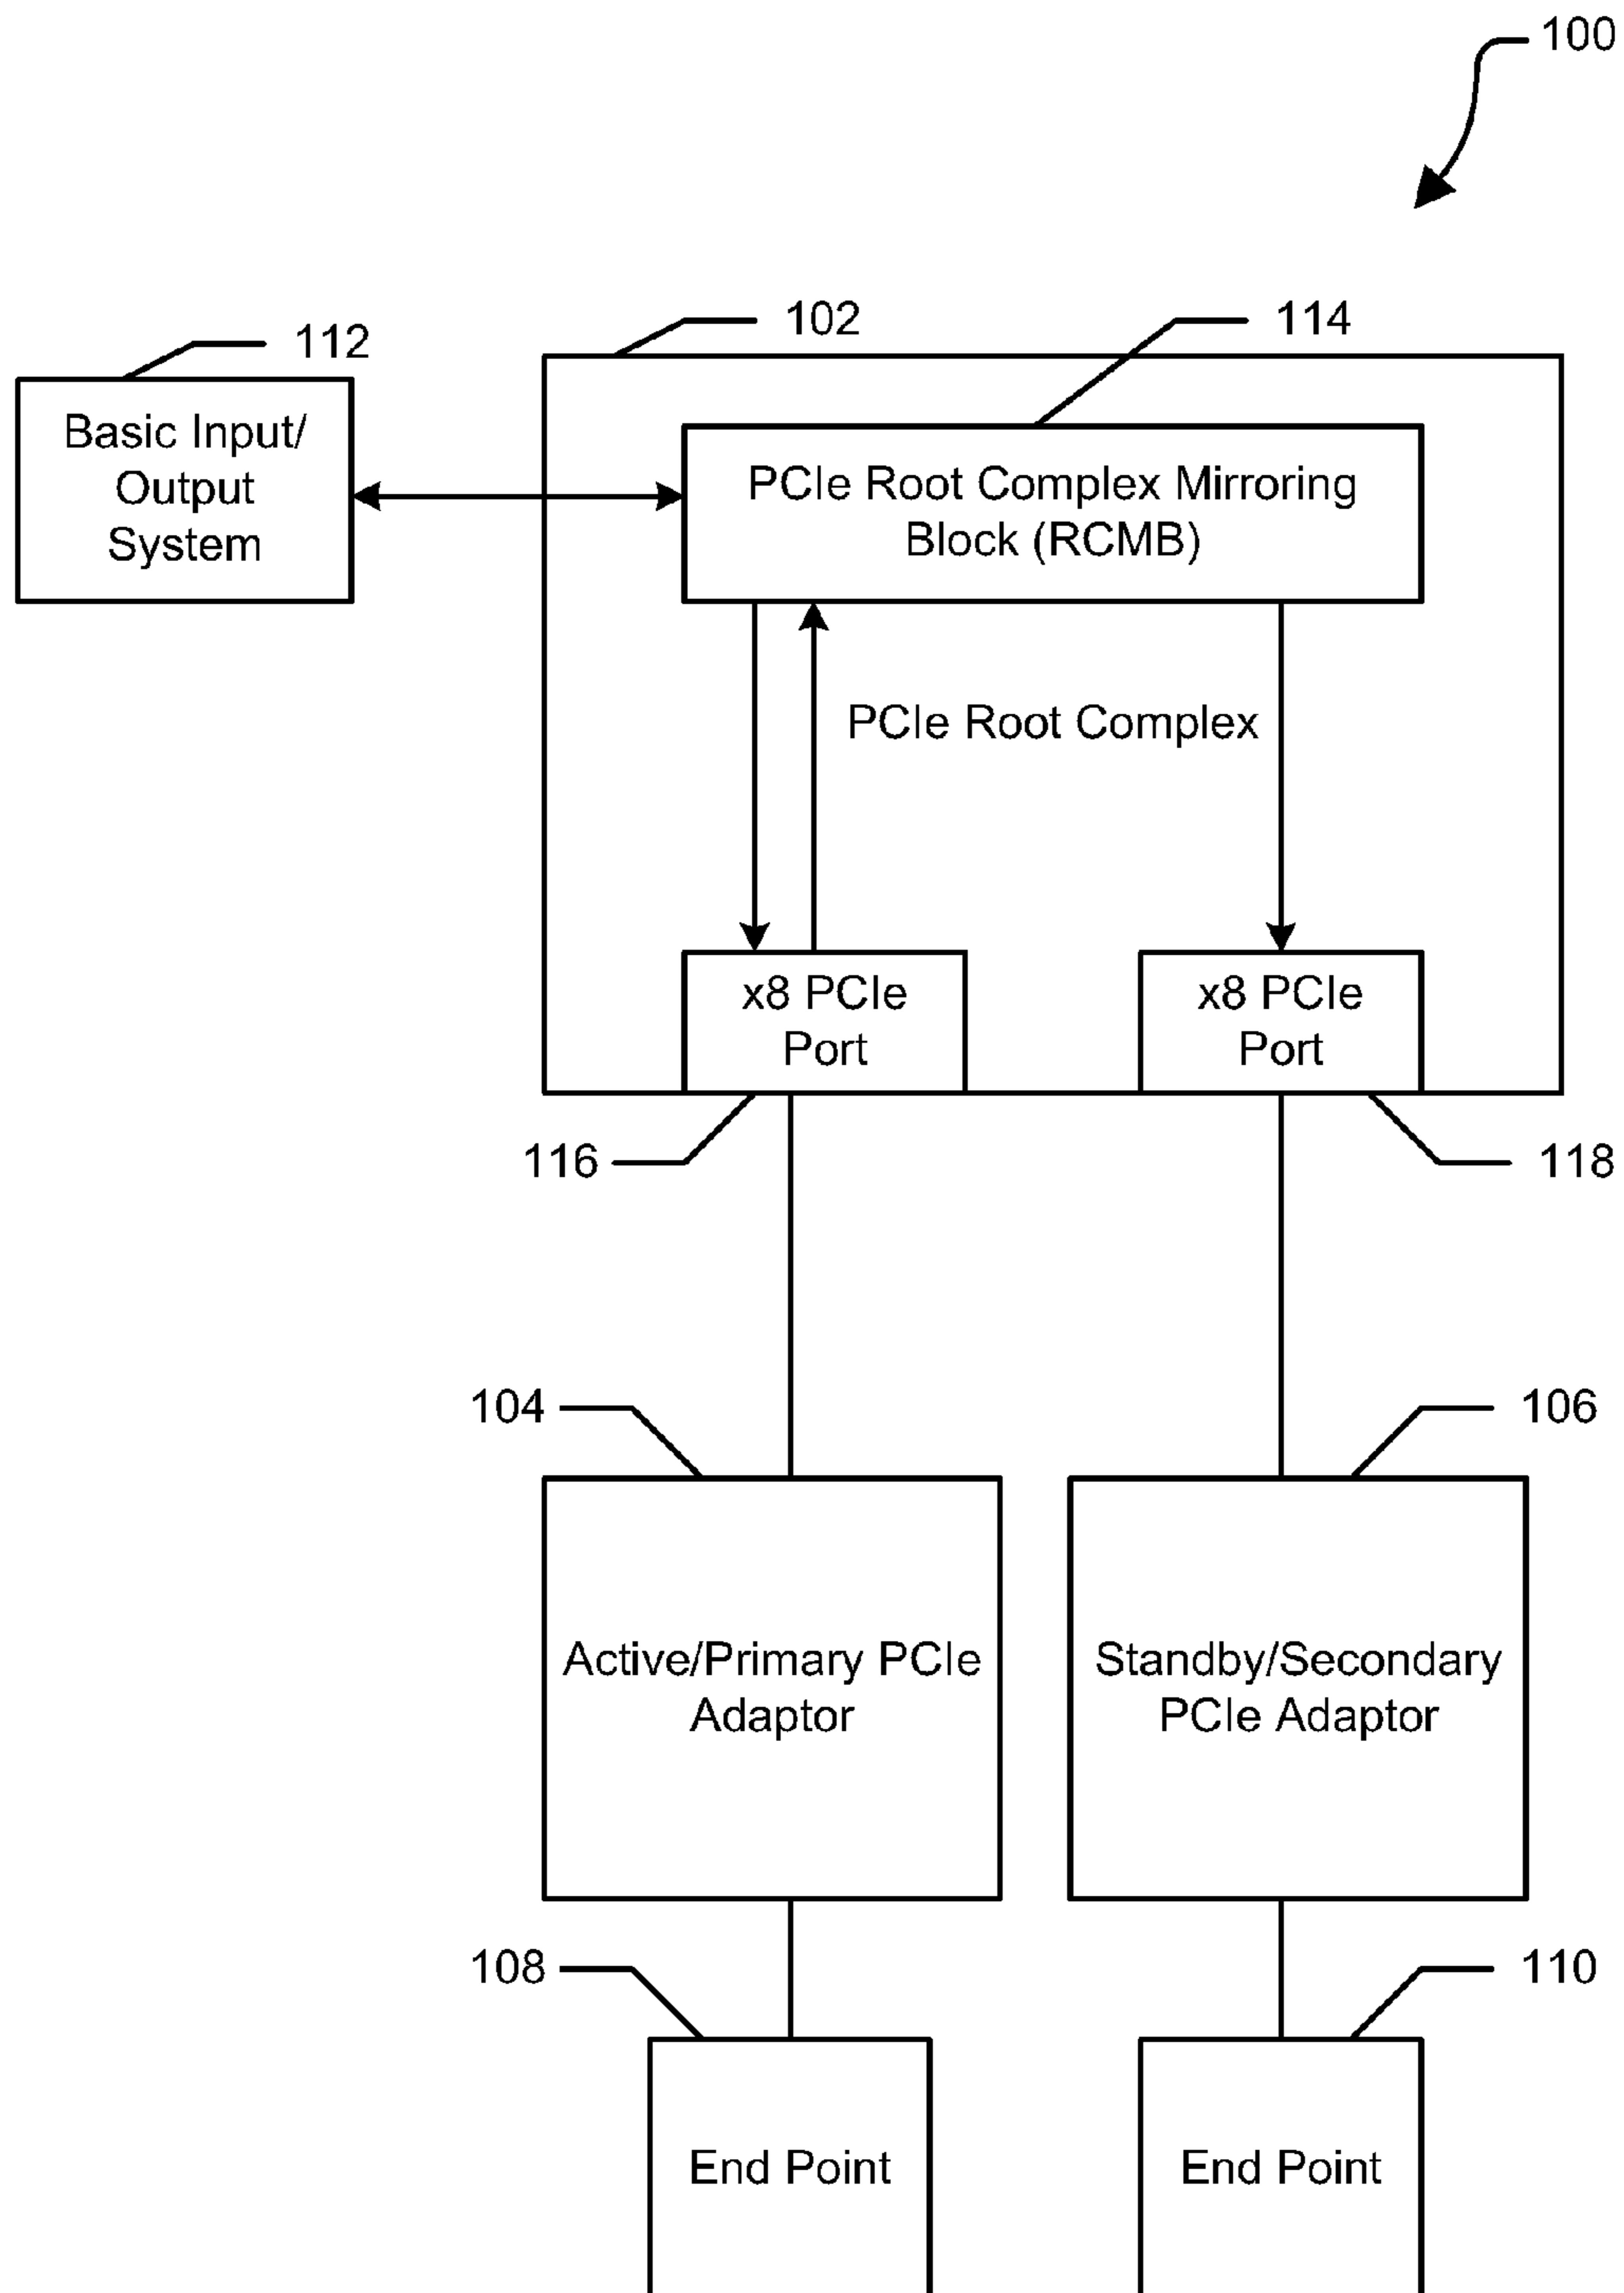 100
102
114
112
Basic Input/
Output
System
PCIe Root Complex Mirroring
Block (RCMB)
PCIe Root Complex
x8 PCIe
Port
x8 PCIe
Port
116
118
104
106
Active/Primary PCIe
Adaptor
Standby/Secondary
PCIe Adaptor
108
110
End Point
End Point